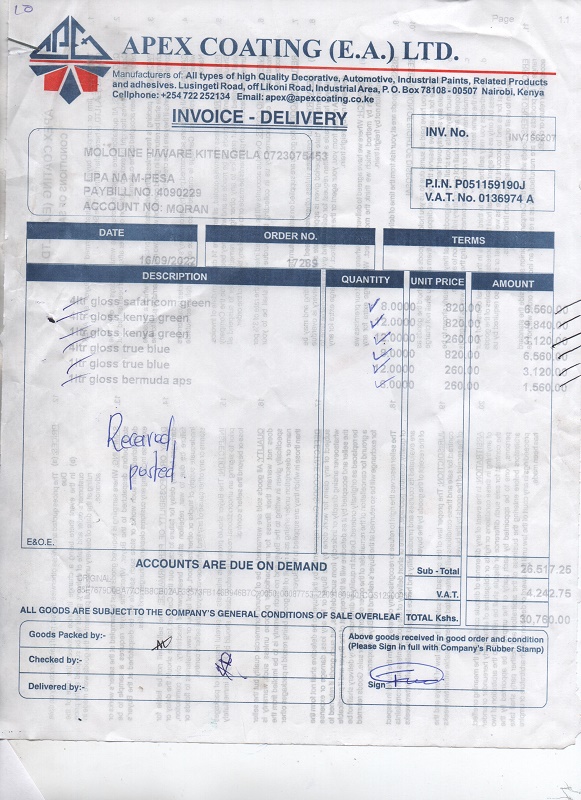 LO
Page 1:1
APEX
APEX COATING (E.A.) LTD.
Manufacturers of: All types of high Quality Decorative, Automotive, Industrial Paints, Related Products
and adhesives. Lusingeti Road, off Likoni Road, Industrial Area, P. O. Box 78108 - 00507 Nairobi, Kenya
Cellphone: +254 722 252134 Email: apex@apexcoating.co.ke
INVOICE - DELIVERY
INV. No. INV166207
MOLOLINE H/WARE KITENGELA 0723075453
LIPA NA M-PESA
PAYBILL NO. 4090229
ACCOUNT NO: MORAN
P.I.N. P051159190J
V.A.T. No. 0136974 A
DATE ORDER NO. TERMS
16/09/2022 17289
DESCRIPTION QUANTITY UNIT PRICE AMOUNT
4ltr gloss safaricom green 8.0000 820.00 6,560.00
4ltr gloss kenya green 12.0000 820.00 9,840.00
1ltr gloss kenya green 12.0000 260.00 3,120.00
4ltr gloss true blue 8.0000 820.00 6,560.00
1ltr gloss true blue 12.0000 260.00 3,120.00
1ltr gloss bermuda aps 6.0000 260.00 1,560.00
Received
posted.
E&O.E.
ACCOUNTS ARE DUE ON DEMAND
Sub - Total 26,517.25
ORIGINAL
V.A.T. 4,242.75
ALL GOODS ARE SUBJECT TO THE COMPANY'S GENERAL CONDITIONS OF SALE OVERLEAF TOTAL Kshs. 30,760.00
Goods Packed by:-
Checked by:-
Delivered by:-
Above goods received in good order and condition
(Please Sign in full with Company's Rubber Stamp)
Sign